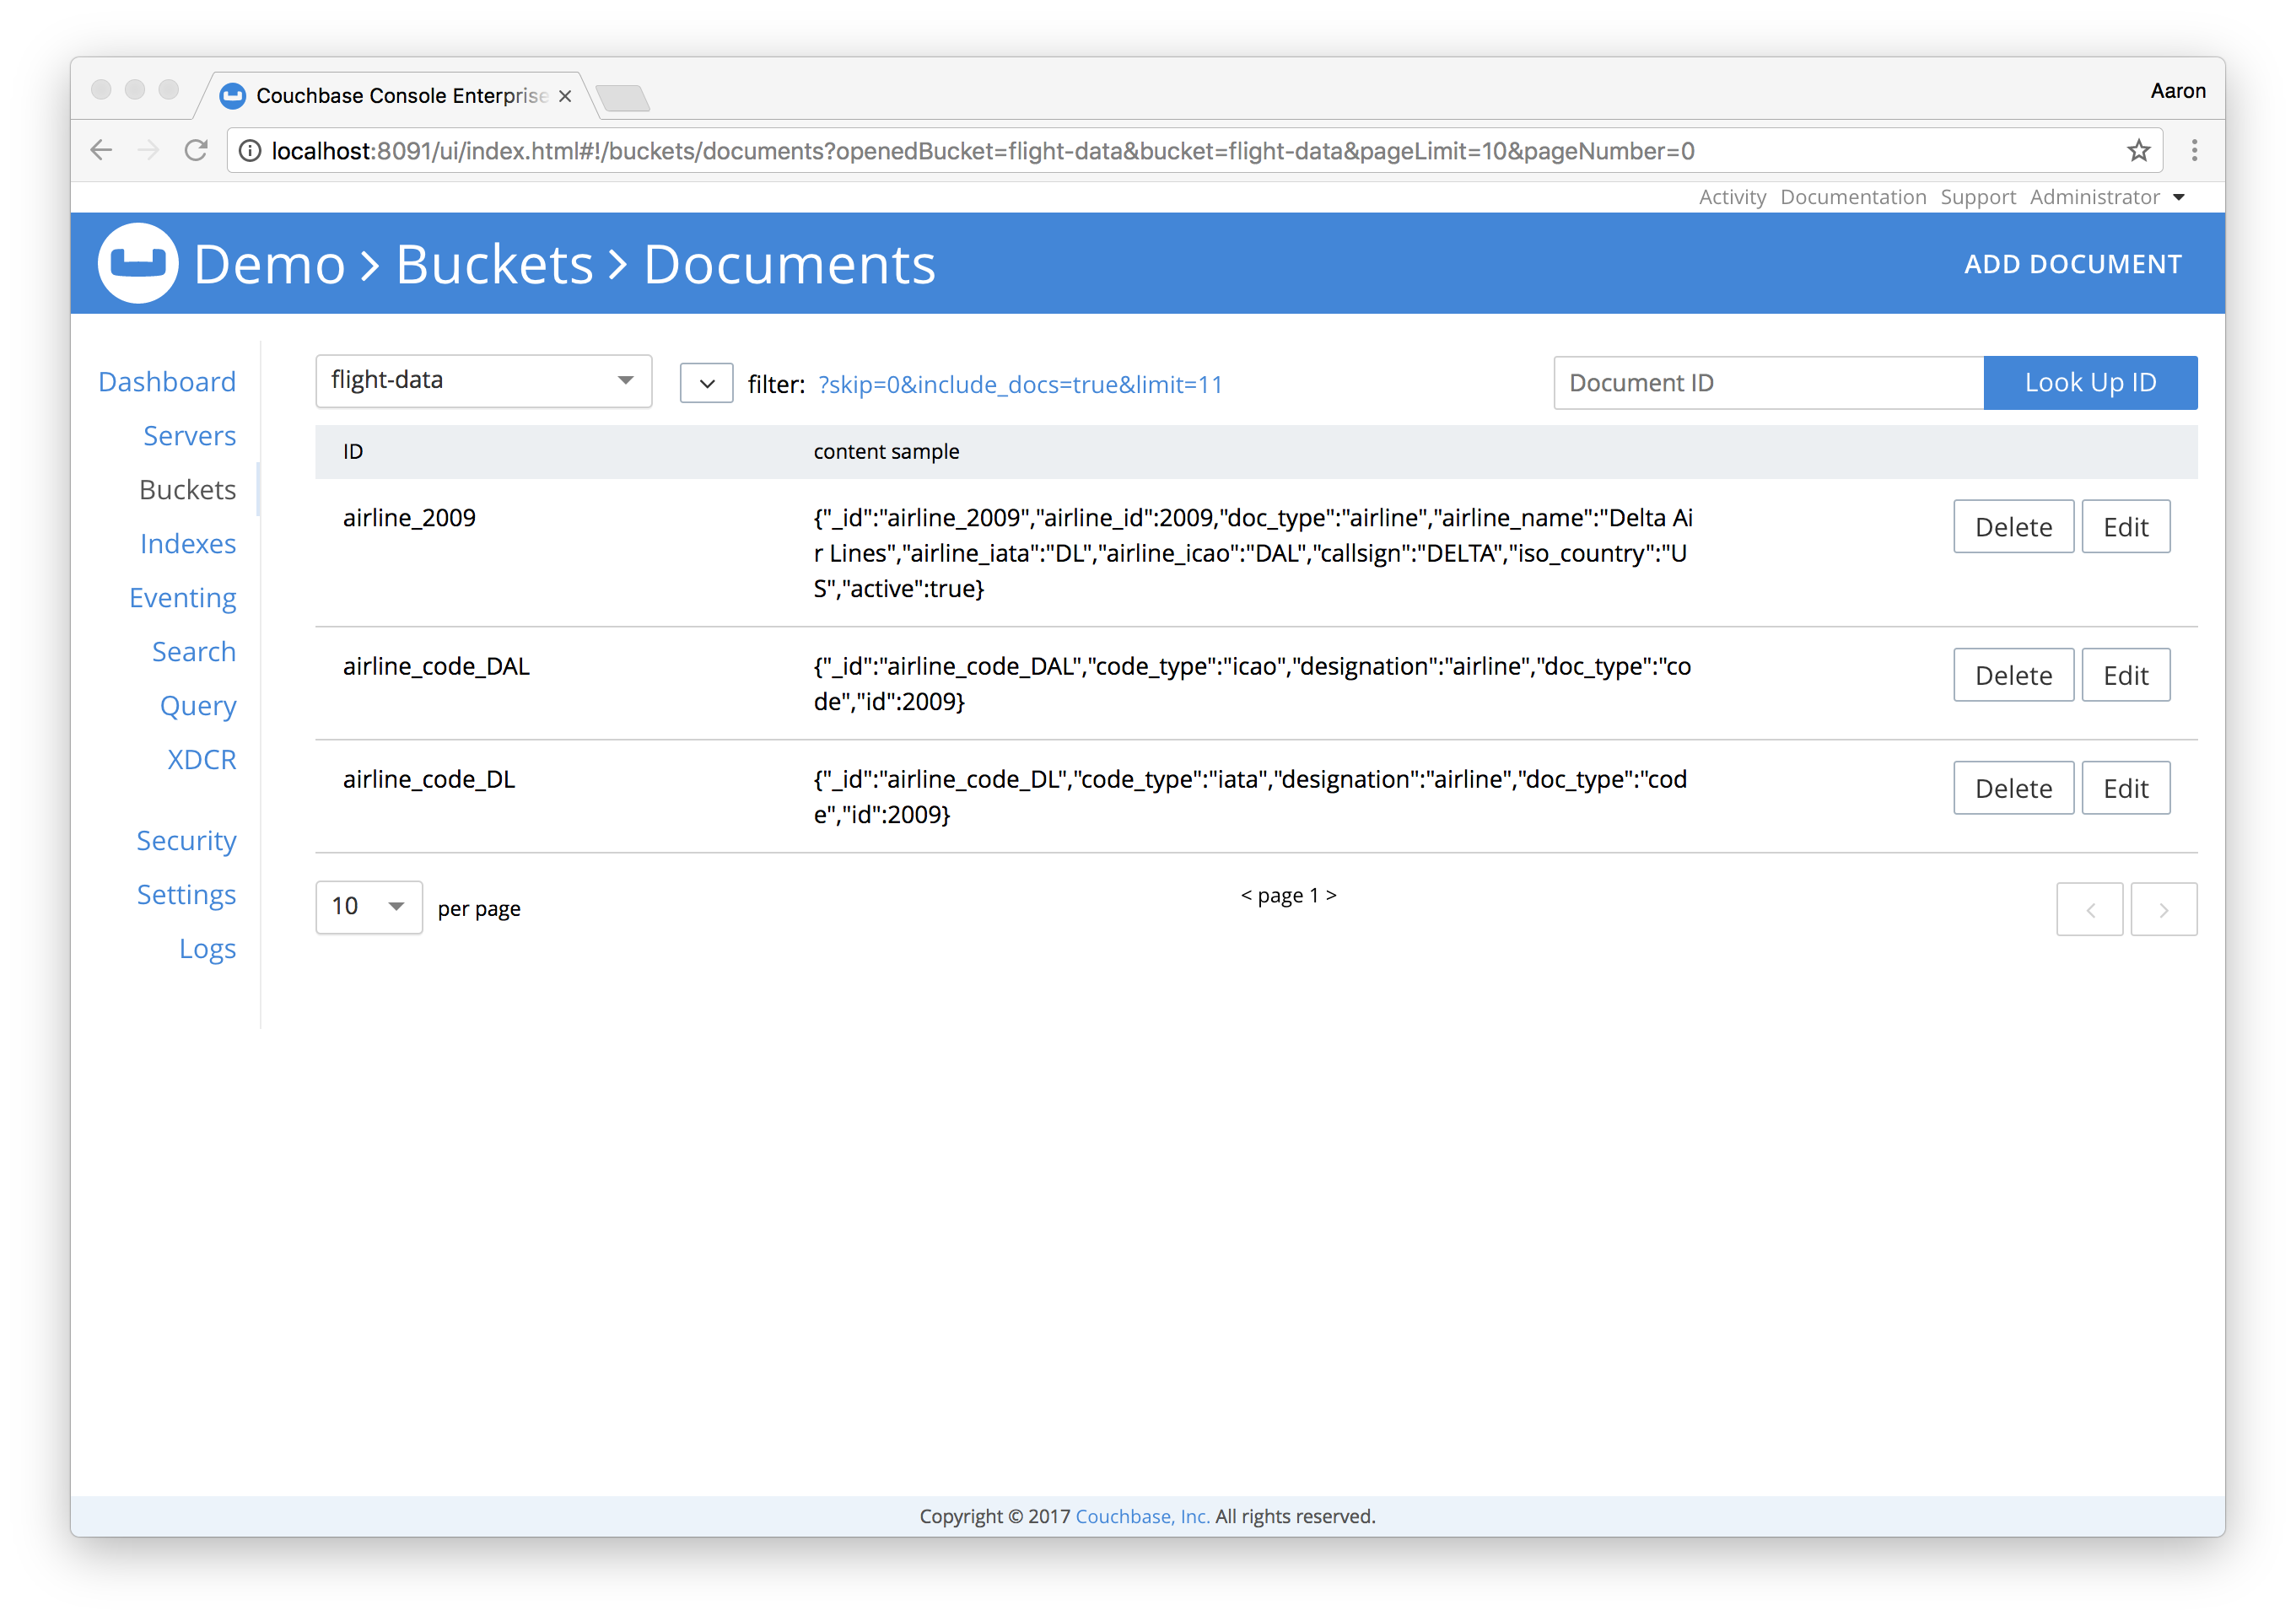 Couchbase Console Enterprise
Aaron
localhost:8091/ui/index.html#!/buckets/documents?openedBucket=flight-data&bucket=flight-data&pageLimit=10&pageNumber=0
Activity Documentation Support Administrator
Demo > Buckets > Documents
ADD DOCUMENT
Dashboard
Servers
Buckets
Indexes
Eventing
Search
Query
XDCR
Security
Settings
Logs
flight-data
filter: ?skip=0&include_docs=true&limit=11
Document ID
Look Up ID
ID content sample
airline_2009
{"_id":"airline_2009","airline_id":2009,"doc_type":"airline","airline_name":"Delta Ai
r Lines","airline_iata":"DL","airline_icao":"DAL","callsign":"DELTA","iso_country":"U
S","active":true}
Delete Edit
airline_code_DAL
{"_id":"airline_code_DAL","code_type":"icao","designation":"airline","doc_type":"co
de","id":2009}
Delete Edit
airline_code_DL
{"_id":"airline_code_DL","code_type":"iata","designation":"airline","doc_type":"cod
e","id":2009}
Delete Edit
10 per page
< page 1 >
Copyright © 2017 Couchbase, Inc. All rights reserved.